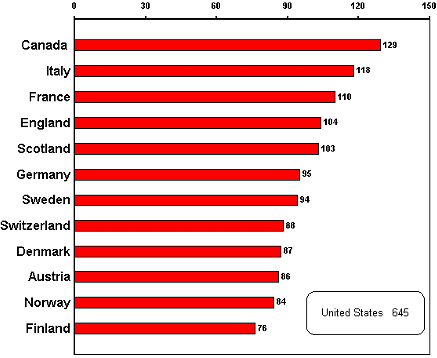 0 30 60 90 120 150
Canada 129
Italy 118
France 110
England 104
Scotland 103
Germany 95
Sweden 94
Switzerland 88
Denmark 87
Austria 86
Norway 84
United States 645
Finland 76